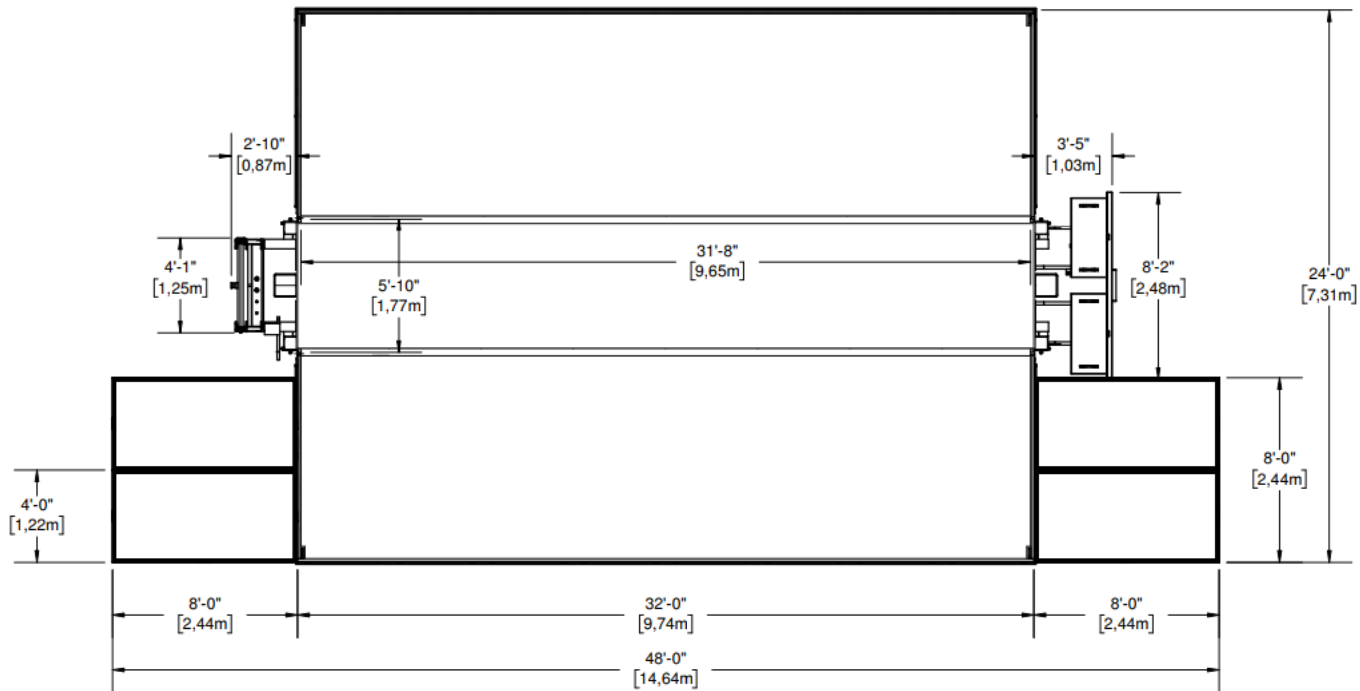 2'-10"
[0,87m]
3'-5"
[1,03m]
4'-1"
[1,25m]
31'-8"
[9,65m]
5'-10"
[1,77m]
8'-2"
[2,48m]
24'-0"
[7,31m]
4'-0"
[1,22m]
8'-0"
[2,44m]
8'-0"
[2,44m]
32'-0"
[9,74m]
8'-0"
[2,44m]
48'-0"
[14,64m]